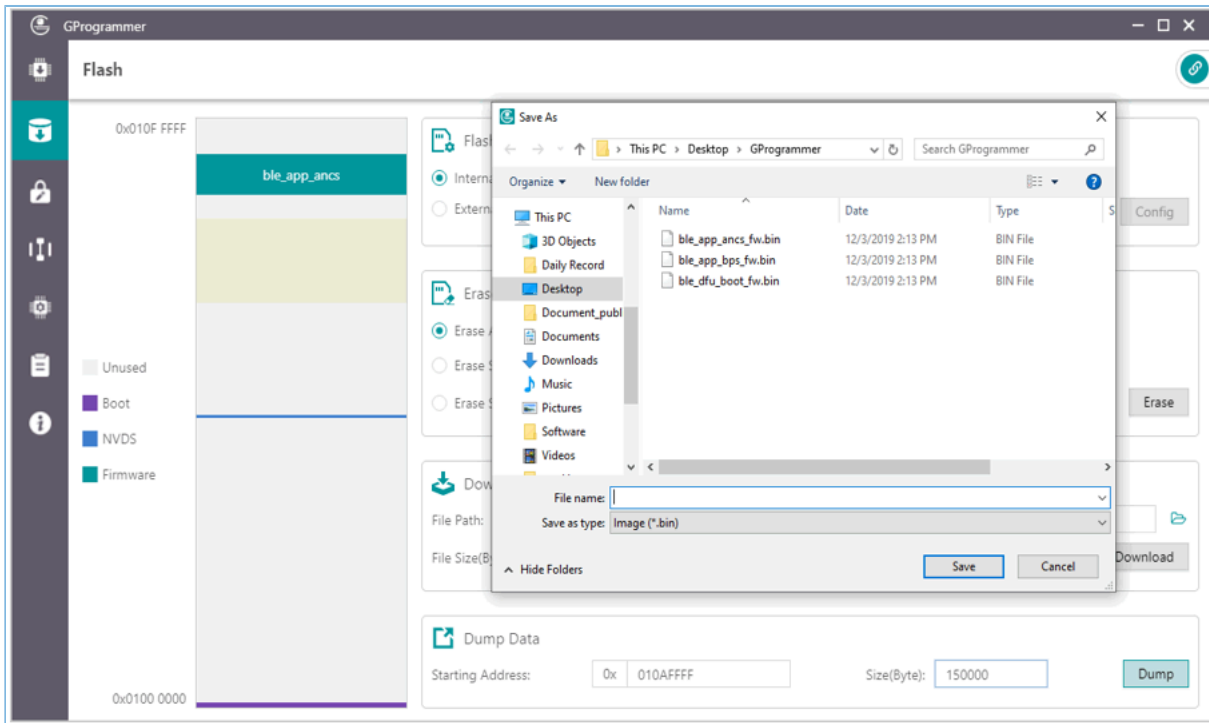 GProgrammer
Flash
0x010F FFFF
ble_app_ancs
Unused
Boot
NVDS
Firmware
0x0100 0000
Flas
Interna
Extern
Config
Eras
Erase A
Erase S
Erase S
Erase
Dow
File Path:
File Size(B
Download
Dump Data
Starting Address:
0x
010AFFFF
Size(Byte):
150000
Dump
Save As
This PC > Desktop > GProgrammer
Search GProgrammer
Organize
New folder
This PC
3D Objects
Daily Record
Desktop
Document_publ
Documents
Downloads
Music
Pictures
Software
Videos
Name Date Type S
ble_app_ancs_fw.bin 12/3/2019 2:13 PM BIN File
ble_app_bps_fw.bin 12/3/2019 2:13 PM BIN File
ble_dfu_boot_fw.bin 12/3/2019 2:13 PM BIN File
File name:
Save as type: Image (*.bin)
Hide Folders
Save
Cancel